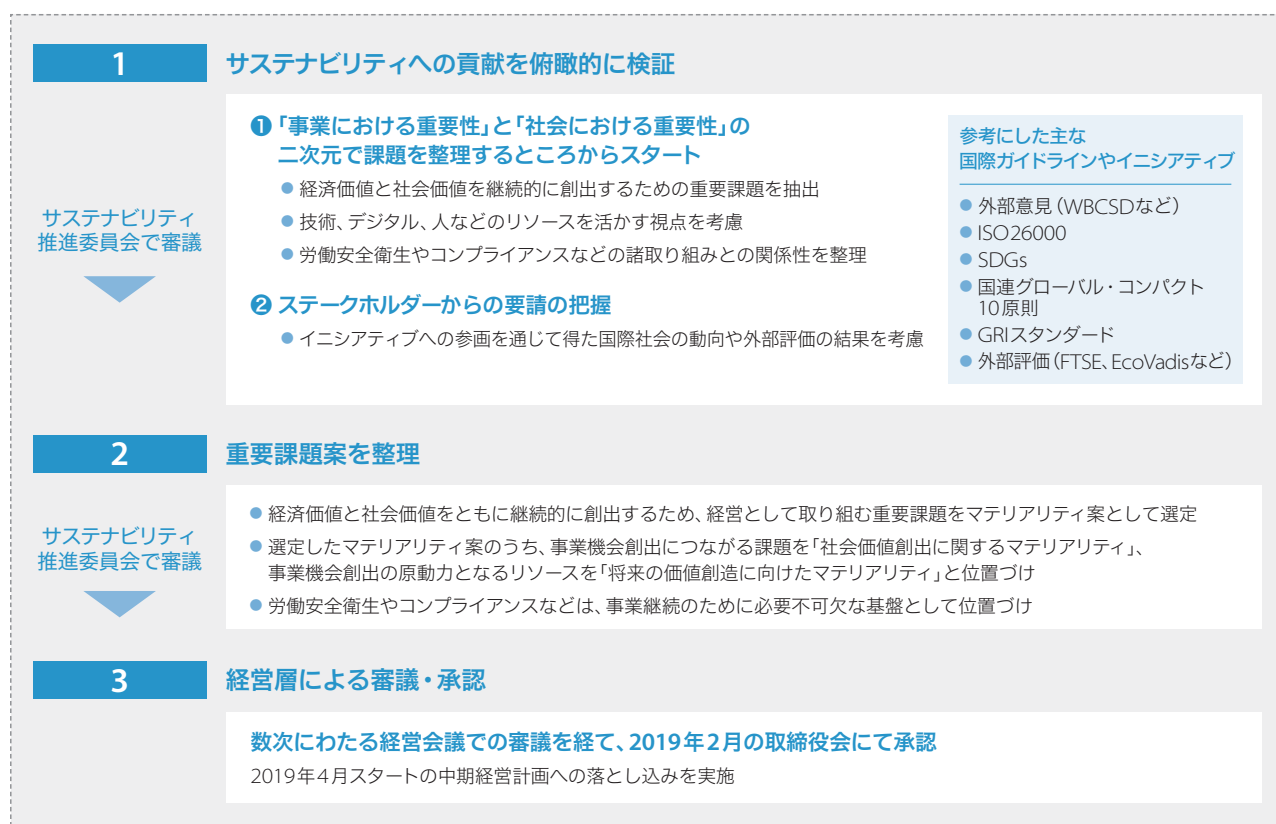 1
サステナビリティへの貢献を俯瞰的に検証
サステナビリティ
推進委員会で審議
❶「事業における重要性」と「社会における重要性」の
二次元で課題を整理するところからスタート
● 経済価値と社会価値を継続的に創出するための重要課題を抽出
● 技術、デジタル、人などのリソースを活かす視点を考慮
● 労働安全衛生やコンプライアンスなどの諸取り組みとの関係性を整理
❷ ステークホルダーからの要請の把握
● イニシアティブへの参画を通じて得た国際社会の動向や外部評価の結果を考慮
参考にした主な
国際ガイドラインやイニシアティブ
● 外部意見（WBCSDなど）
● ISO26000
● SDGs
● 国連グローバル・コンパクト
10原則
● GRIスタンダード
● 外部評価（FTSE、EcoVadisなど）
2
重要課題案を整理
サステナビリティ
推進委員会で審議
● 経済価値と社会価値をともに継続的に創出するため、経営として取り組む重要課題をマテリアリティ案として選定
● 選定したマテリアリティ案のうち、事業機会創出につながる課題を「社会価値創出に関するマテリアリティ」、
事業機会創出の原動力となるリソースを「将来の価値創造に向けたマテリアリティ」と位置づけ
● 労働安全衛生やコンプライアンスなどは、事業継続のために必要不可欠な基盤として位置づけ
3
経営層による審議・承認
数次にわたる経営会議での審議を経て、2019年2月の取締役会にて承認
2019年4月スタートの中期経営計画への落とし込みを実施